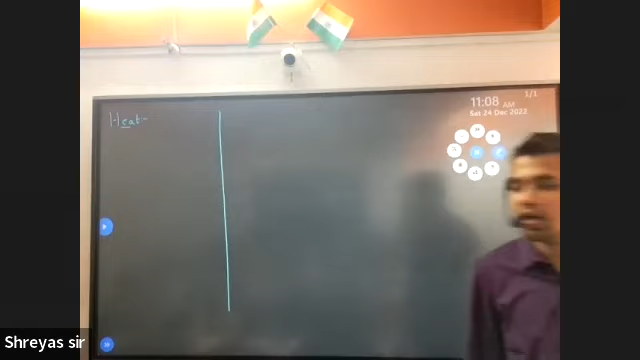 11:08 AM
1/1
Sat 24 Dec 2022
Heat:-
Shreyas sir